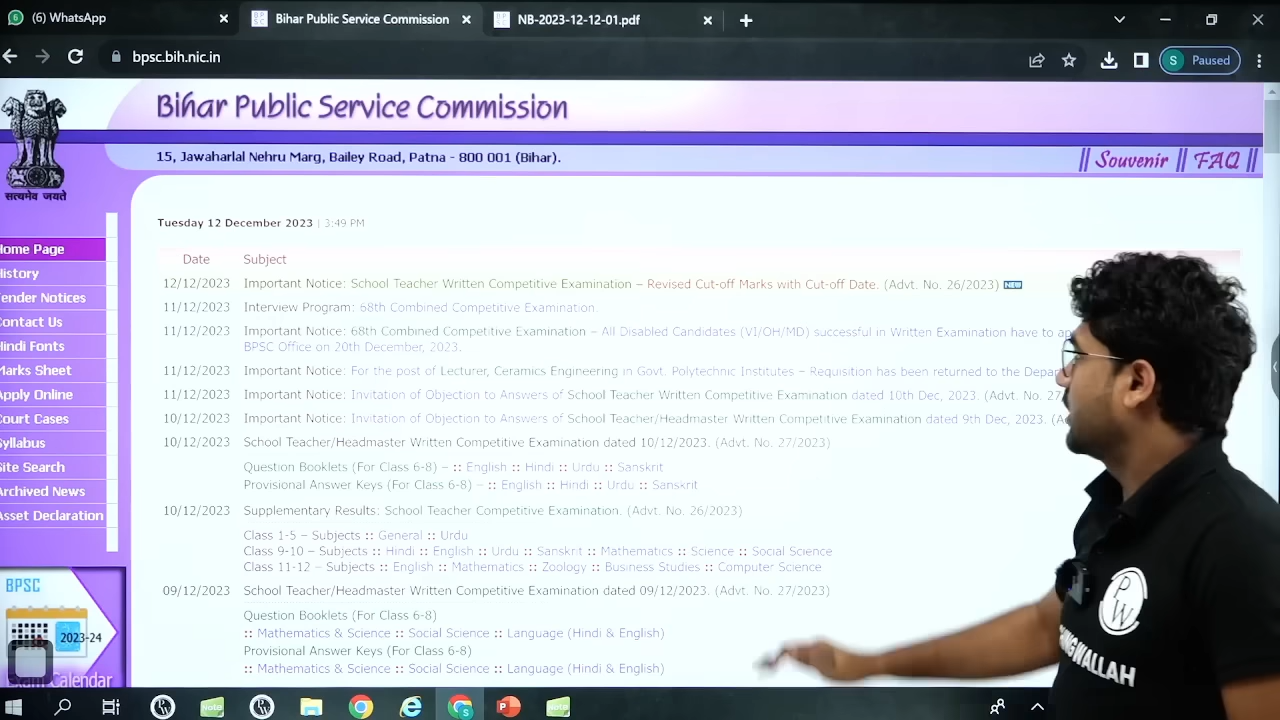 (6) WhatsApp
Bihar Public Service Commission
NB-2023-12-12-01.pdf
bpsc.bih.nic.in
S Paused
Bihar Public Service Commission
15, Jawaharlal Nehru Marg, Bailey Road, Patna - 800 001 (Bihar).
|| Souvenir || FAQ ||
सत्यमेव जयते
Tuesday 12 December 2023 | 3:49 PM
Date Subject
12/12/2023 Important Notice: School Teacher Written Competitive Examination – Revised Cut-off Marks with Cut-off Date. (Advt. No. 26/2023)
11/12/2023 Interview Program: 68th Combined Competitive Examination.
11/12/2023 Important Notice: 68th Combined Competitive Examination – All Disabled Candidates (VI/OH/MD) successful in Written Examination have to
BPSC Office on 20th December, 2023.
11/12/2023 Important Notice: For the post of Lecturer, Ceramics Engineering in Govt. Polytechnic Institutes – Requisition has been returned to the
11/12/2023 Important Notice: Invitation of Objection to Answers of School Teacher Written Competitive Examination dated 10th Dec, 2023. (Advt. No. 27
10/12/2023 Important Notice: Invitation of Objection to Answers of School Teacher/Headmaster Written Competitive Examination dated 9th Dec, 2023.
10/12/2023 School Teacher/Headmaster Written Competitive Examination dated 10/12/2023. (Advt. No. 27/2023)
Question Booklets (For Class 6-8) – :: English :: Hindi :: Urdu :: Sanskrit
Provisional Answer Keys (For Class 6-8) – :: English :: Hindi :: Urdu :: Sanskrit
10/12/2023 Supplementary Results: School Teacher Competitive Examination. (Advt. No. 26/2023)
Class 1-5 – Subjects :: General :: Urdu
Class 9-10 – Subjects :: Hindi :: English :: Urdu :: Sanskrit :: Mathematics :: Science :: Social Science
Class 11-12 – Subjects :: English :: Mathematics :: Zoology :: Business Studies :: Computer Science
09/12/2023 School Teacher/Headmaster Written Competitive Examination dated 09/12/2023. (Advt. No. 27/2023)
Question Booklets (For Class 6-8)
:: Mathematics & Science :: Social Science :: Language (Hindi & English)
Provisional Answer Keys (For Class 6-8)
:: Mathematics & Science :: Social Science :: Language (Hindi & English)
Home Page
History
Tender Notices
Contact Us
Hindi Fonts
Marks Sheet
Apply Online
Court Cases
Syllabus
Site Search
Archived News
Asset Declaration
BPSC
2023-24
Exam Calendar
PW